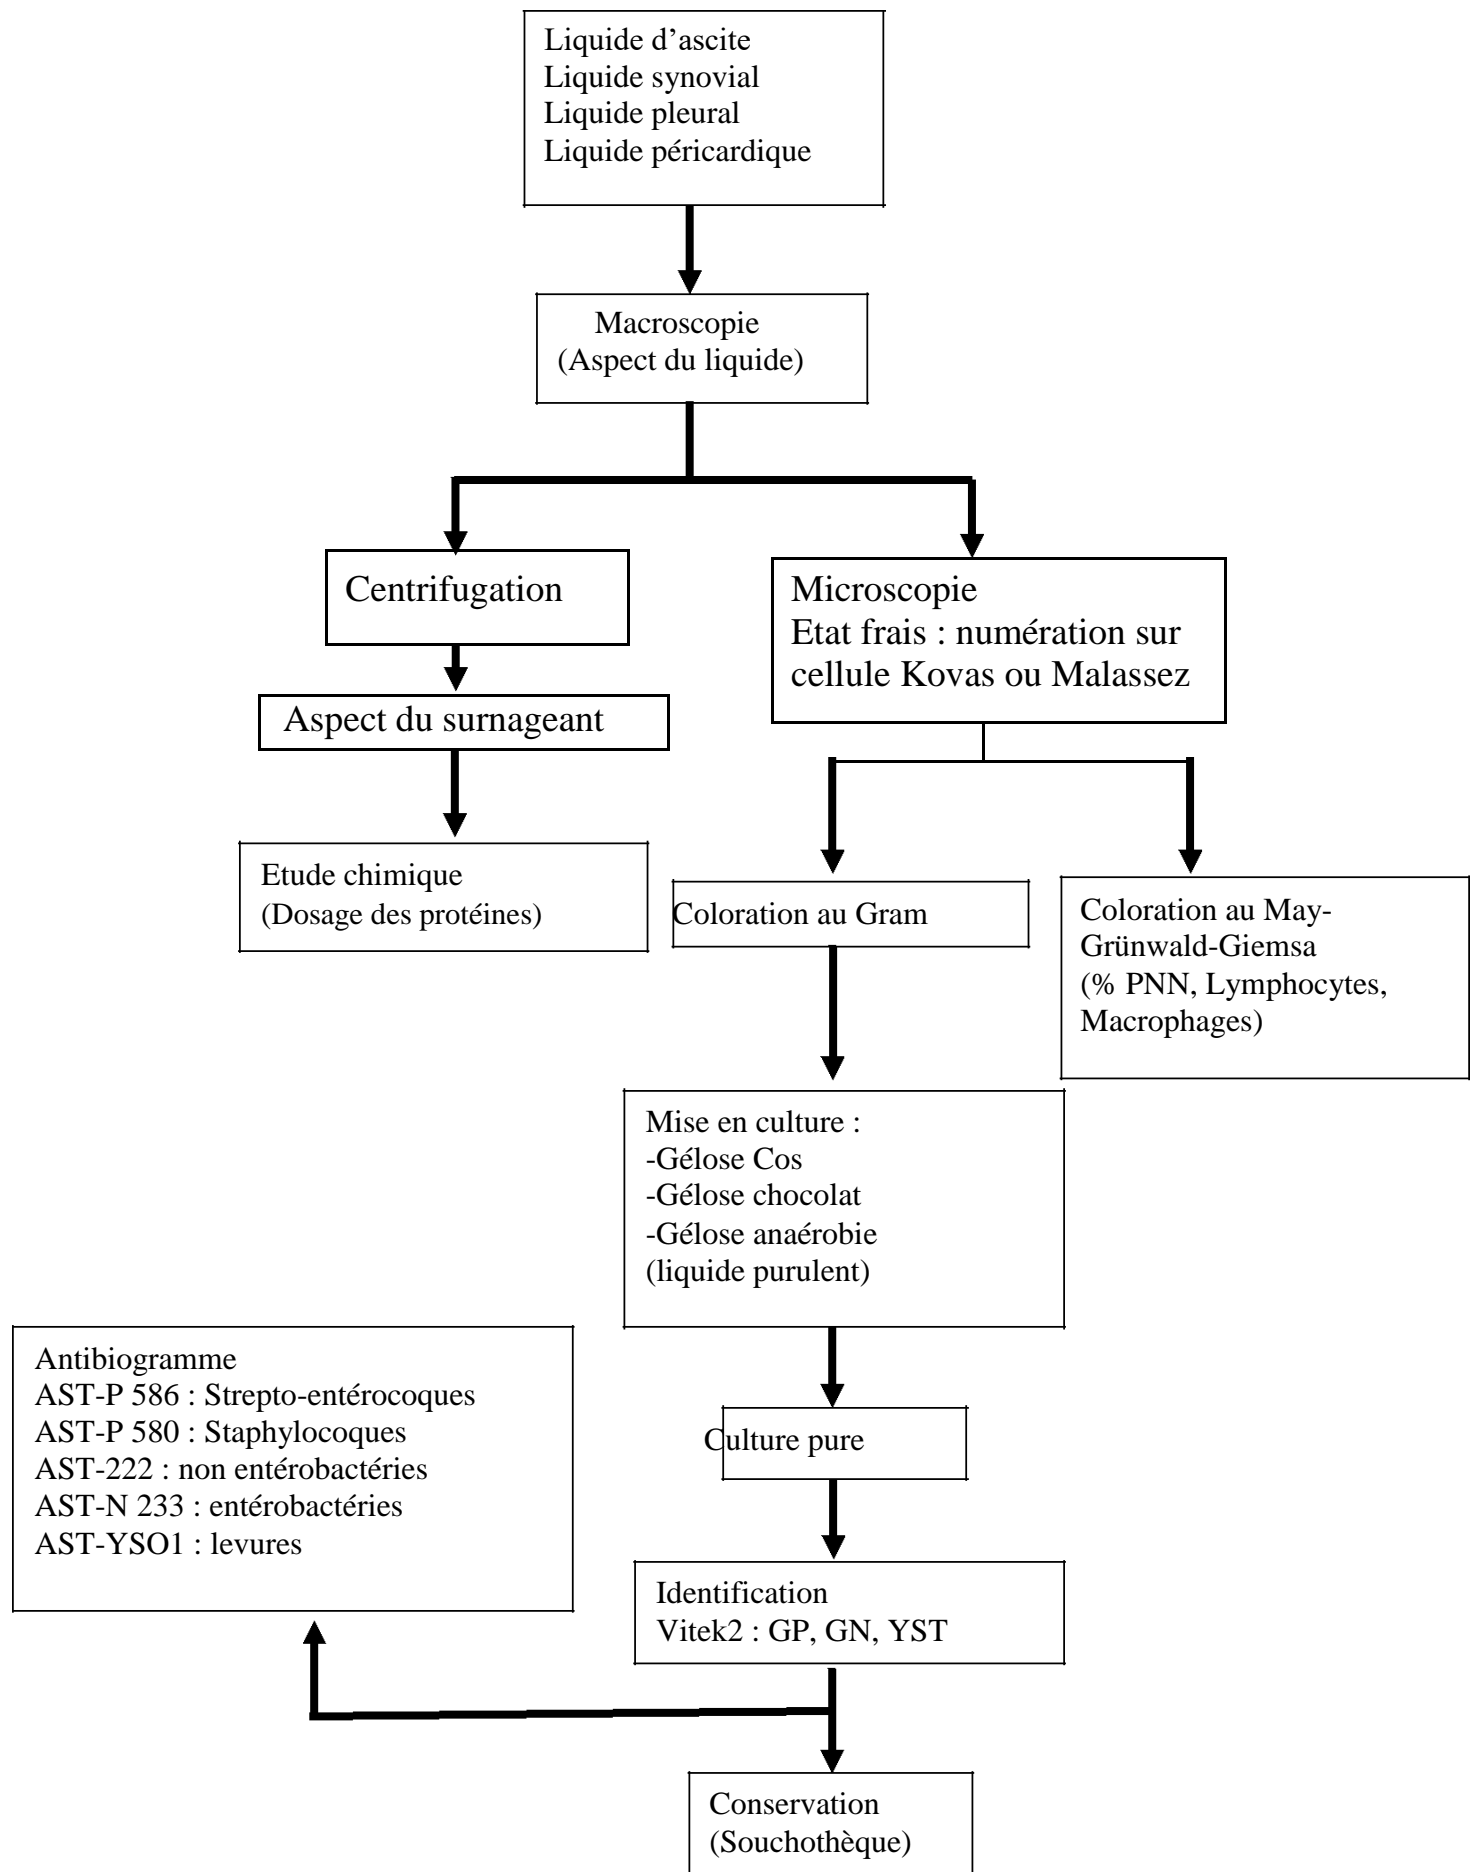 Liquide d’ascite
Liquide synovial
Liquide pleural
Liquide péricardique
Macroscopie
(Aspect du liquide)
Centrifugation
Microscopie
Etat frais : numération sur
cellule Kovas ou Malassez
Aspect du surnageant
Etude chimique
(Dosage des protéines)
Coloration au Gram
Coloration au May-
Grünwald-Giemsa
(% PNN, Lymphocytes,
Macrophages)
Mise en culture :
-Gélose Cos
-Gélose chocolat
-Gélose anaérobie
(liquide purulent)
Antibiogramme
AST-P 586 : Strepto-entérocoques
AST-P 580 : Staphylocoques
AST-222 : non entérobactéries
AST-N 233 : entérobactéries
AST-YSO1 : levures
Culture pure
Identification
Vitek2 : GP, GN, YST
Conservation
(Souchothèque)